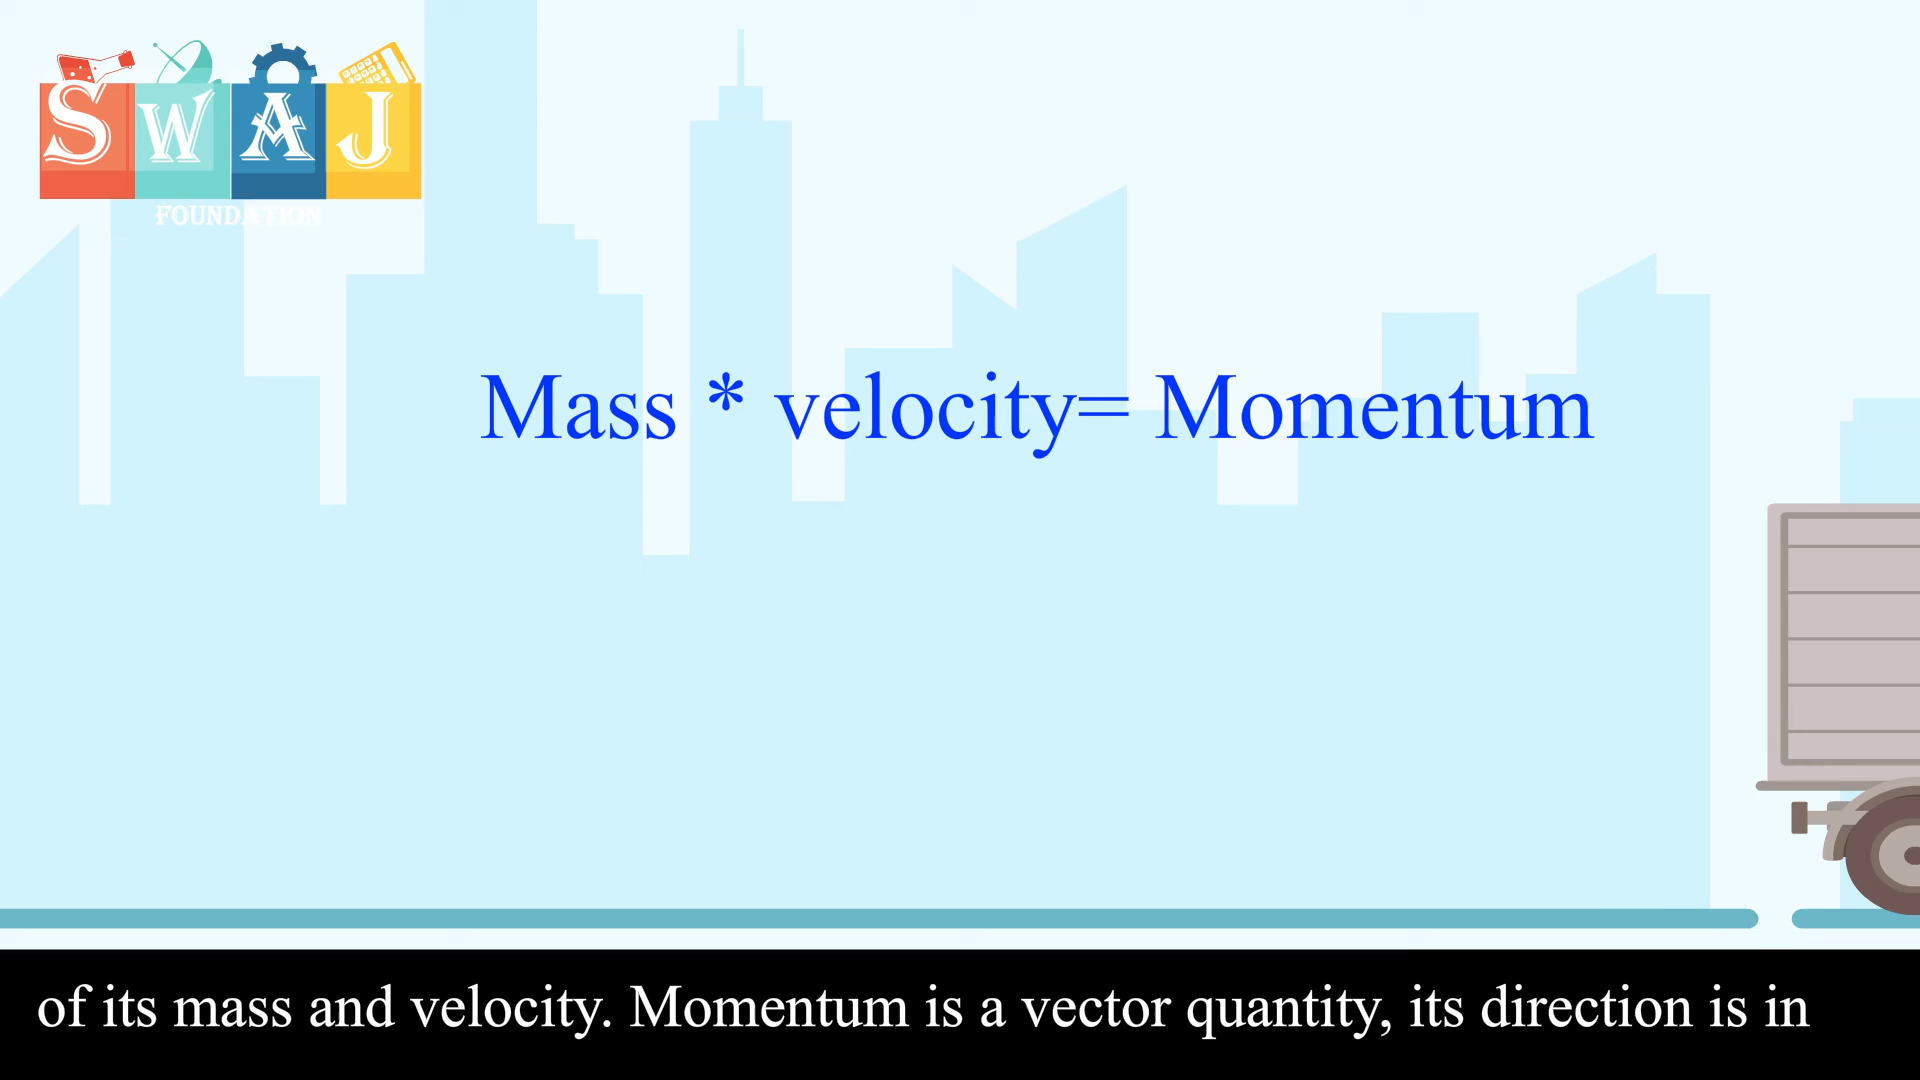 SWAJ
FOUNDATION
Mass * velocity= Momentum
of its mass and velocity. Momentum is a vector quantity, its direction is in